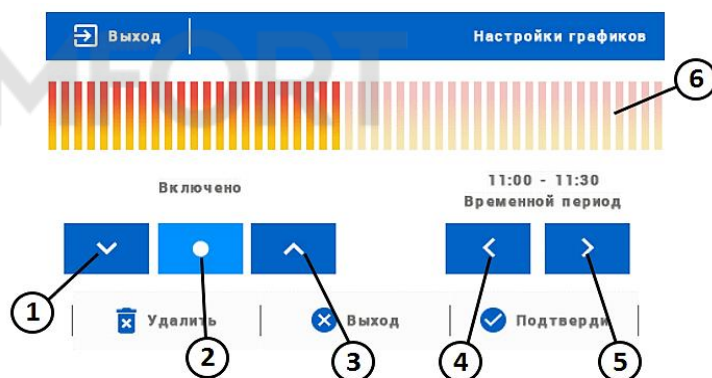 Выход
Настройки графиков
6
Включено
11:00 - 11:30
Временной период
Удалить
Выход
Подтверди
1
2
3
4
5